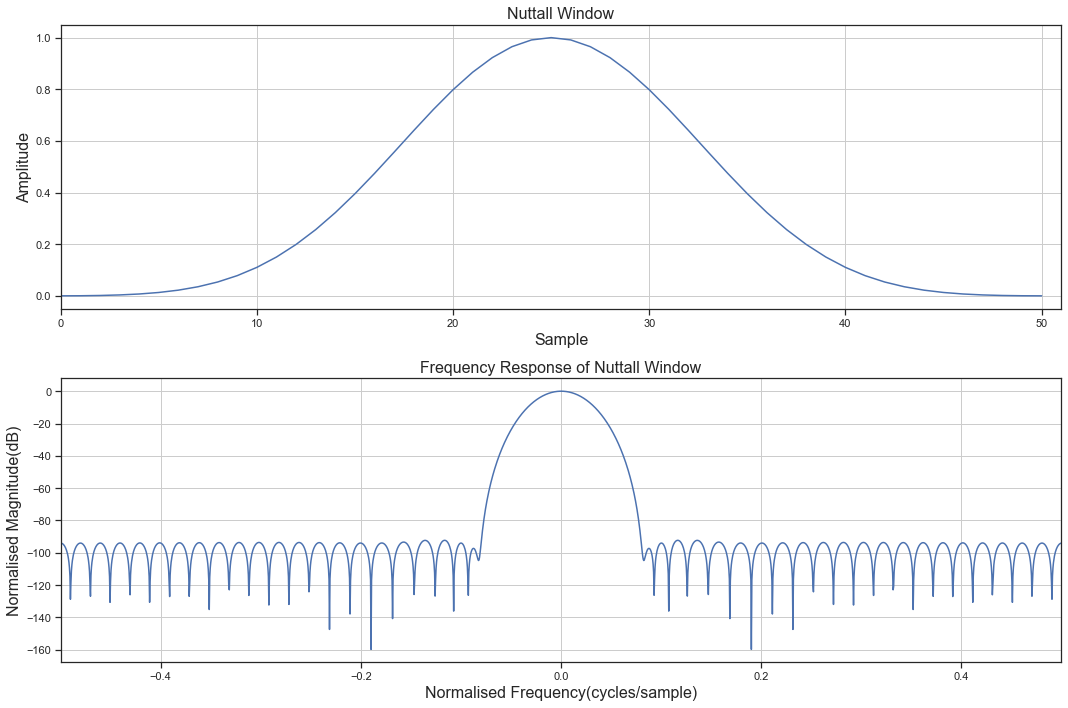 Nuttall Window
1.0
0.8
0.6
0.4
0.2
0.0
Amplitude
0 10 20 30 40 50
Sample
Frequency Response of Nuttall Window
0
−20
−40
−60
−80
−100
−120
−140
−160
Normalised Magnitude(dB)
−0.4 −0.2 0.0 0.2 0.4
Normalised Frequency(cycles/sample)